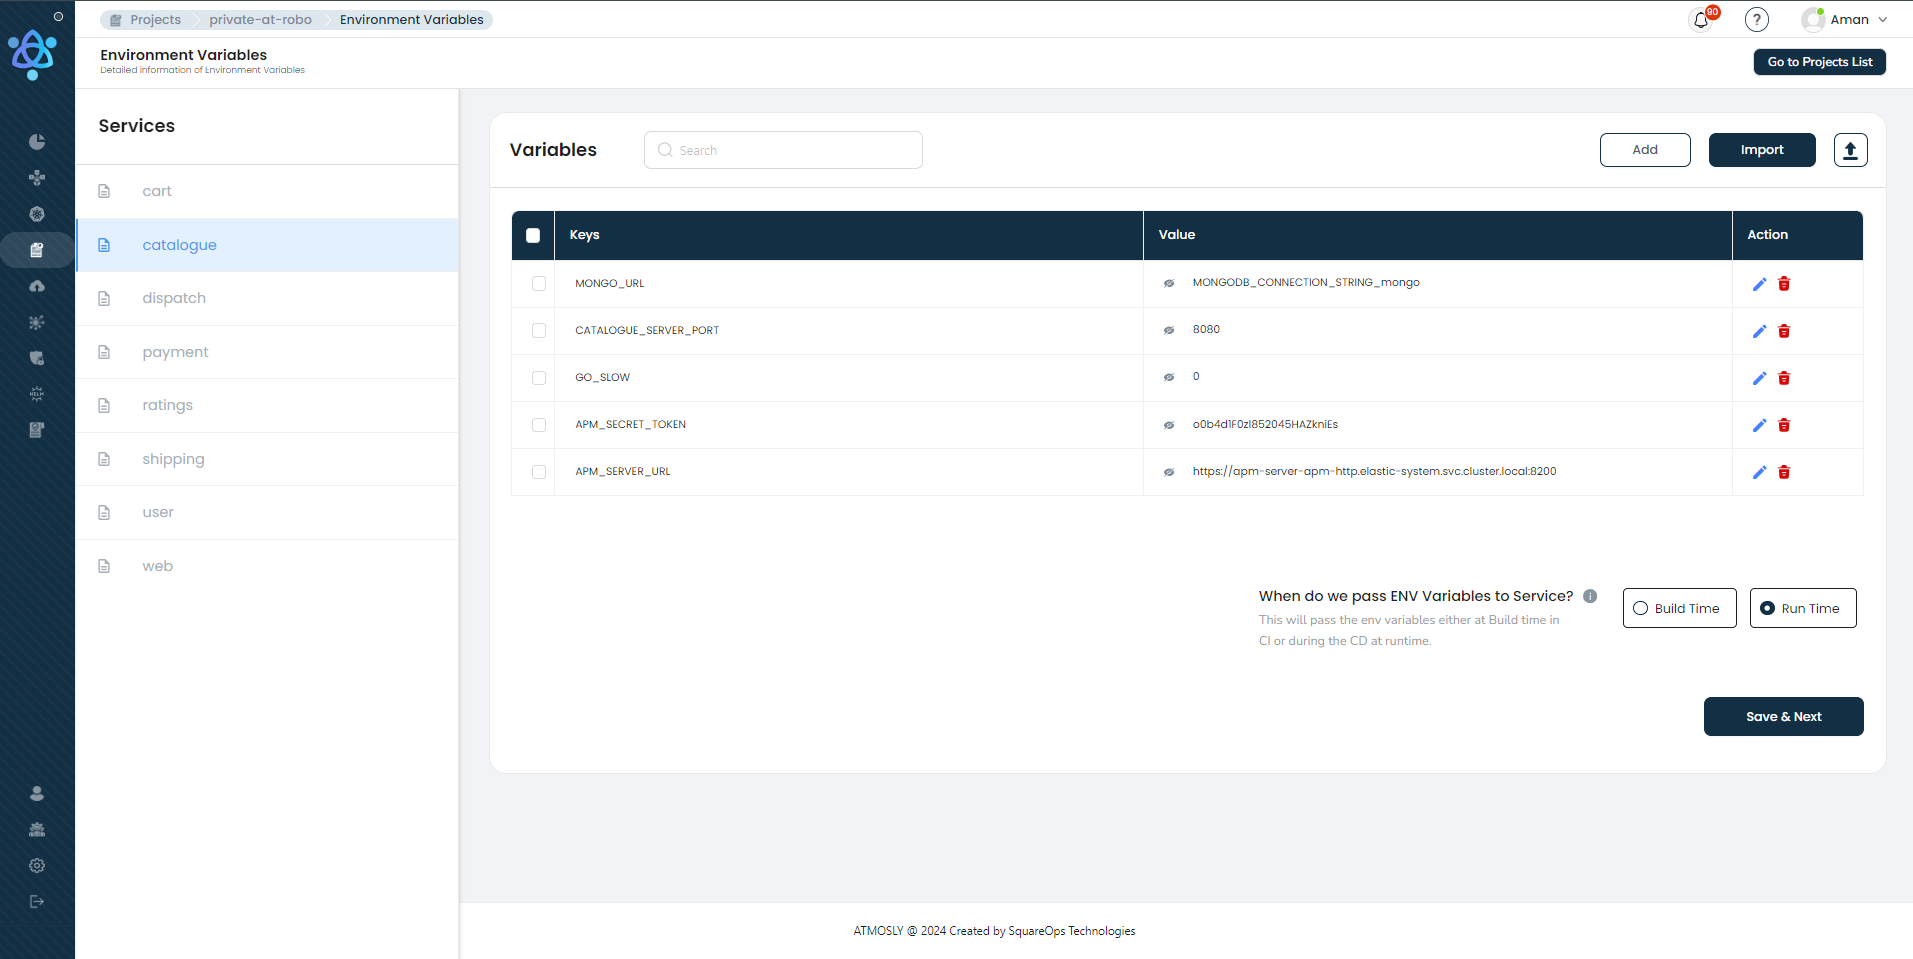 Projects private-at-robo Environment Variables
90
?
Aman
Environment Variables
Detailed information of Environment Variables
Go to Projects List
Services
cart
catalogue
dispatch
payment
ratings
shipping
user
web
HELM
Variables
Search
Add
Import
Keys Value Action
MONGO_URL MONGODB_CONNECTION_STRING_mongo
CATALOGUE_SERVER_PORT 8080
GO_SLOW 0
APM_SECRET_TOKEN o0b4d1F0zl852045HAZkniEs
APM_SERVER_URL https://apm-server-apm-http.elastic-system.svc.cluster.local:8200
When do we pass ENV Variables to Service? i
This will pass the env variables either at Build time in
CI or during the CD at runtime.
Build Time
Run Time
Save & Next
ATMOSLY @ 2024 Created by SquareOps Technologies